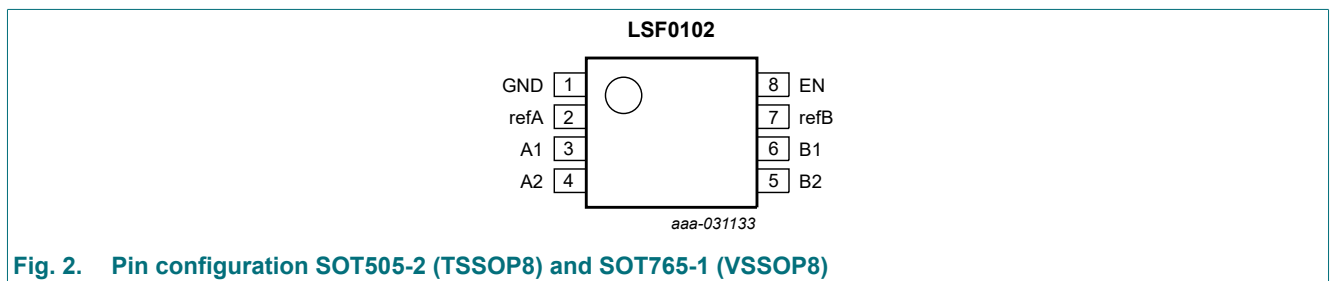 LSF0102
GND 1 8 EN
refA 2 7 refB
A1 3 6 B1
A2 4 5 B2
aaa-031133
Fig. 2. Pin configuration SOT505-2 (TSSOP8) and SOT765-1 (VSSOP8)